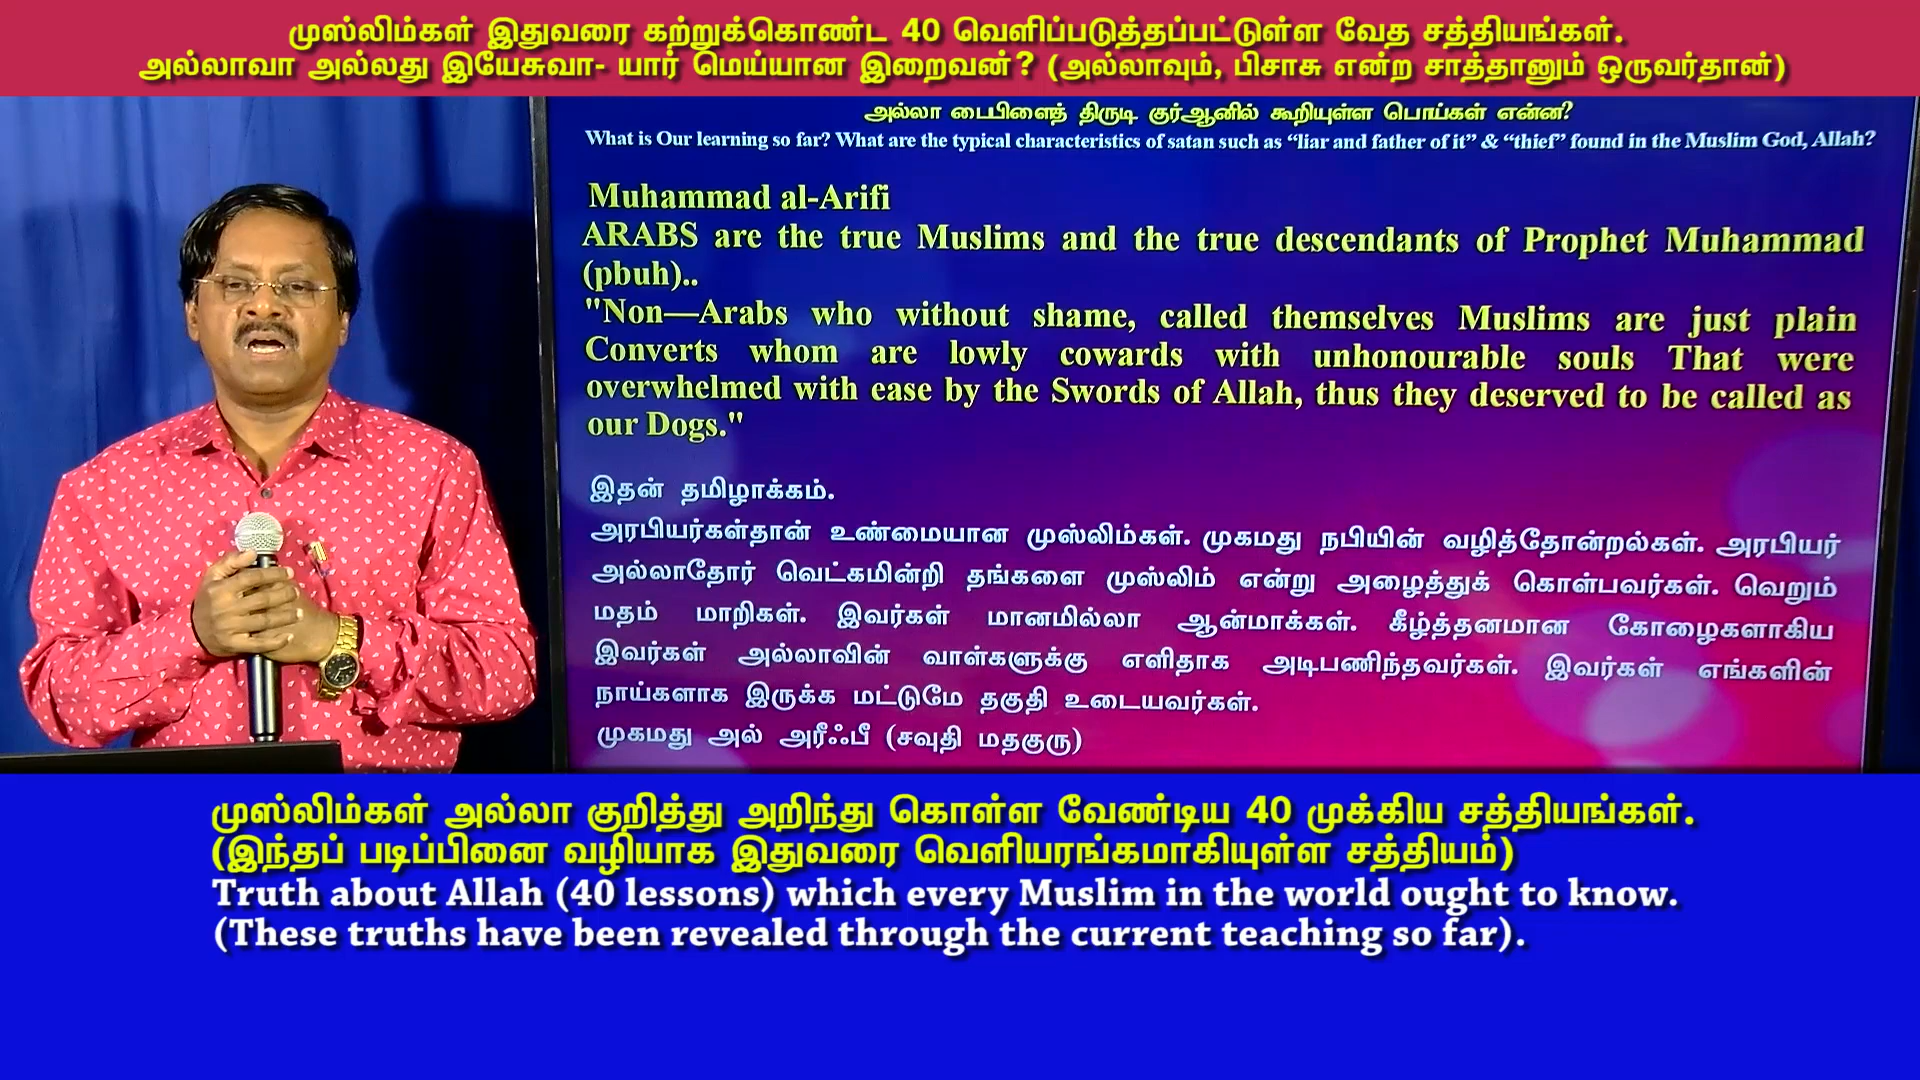 முஸ்லிம்கள் இதுவரை கற்றுக்கொண்ட 40 வெளிப்படுத்தப்பட்டுள்ள வேத சத்தியங்கள்.
அல்லாவா அல்லது இயேசுவா- யார் மெய்யான இறைவன்? (அல்லாவும், பிசாசு என்ற சாத்தானும் ஒருவர்தான்)
அல்லா பைபிளைத் திருடி குர்ஆனில் கூறியுள்ள பொய்கள் என்ன?
What is Our learning so far? What are the typical characteristics of satan such as “liar and father of it” & “thief” found in the Muslim God, Allah?
Muhammad al-Arifi
ARABS are the true Muslims and the true descendants of Prophet Muhammad
(pbuh)..
"Non—Arabs who without shame, called themselves Muslims are just plain
Converts whom are lowly cowards with unhonourable souls That were
overwhelmed with ease by the Swords of Allah, thus they deserved to be called as
our Dogs."
இதன் தமிழாக்கம்.
அரபியர்கள்தான் உண்மையான முஸ்லிம்கள். முகமது நபியின் வழித்தோன்றல்கள். அரபியர்
அல்லாதோர் வெட்கமின்றி தங்களை முஸ்லிம் என்று அழைத்துக் கொள்பவர்கள். வெறும்
மதம் மாறிகள். இவர்கள் மானமில்லா ஆன்மாக்கள். கீழ்த்தனமான கோழைகளாகிய
இவர்கள் அல்லாவின் வாள்களுக்கு எளிதாக அடிபணிந்தவர்கள். இவர்கள் எங்களின்
நாய்களாக இருக்க மட்டுமே தகுதி உடையவர்கள்.
முகமது அல் அரீஃபீ (சவுதி மதகுரு)
முஸ்லிம்கள் அல்லா குறித்து அறிந்து கொள்ள வேண்டிய 40 முக்கிய சத்தியங்கள்.
(இந்தப் படிப்பினை வழியாக இதுவரை வெளியரங்கமாகியுள்ள சத்தியம்)
Truth about Allah (40 lessons) which every Muslim in the world ought to know.
(These truths have been revealed through the current teaching so far).